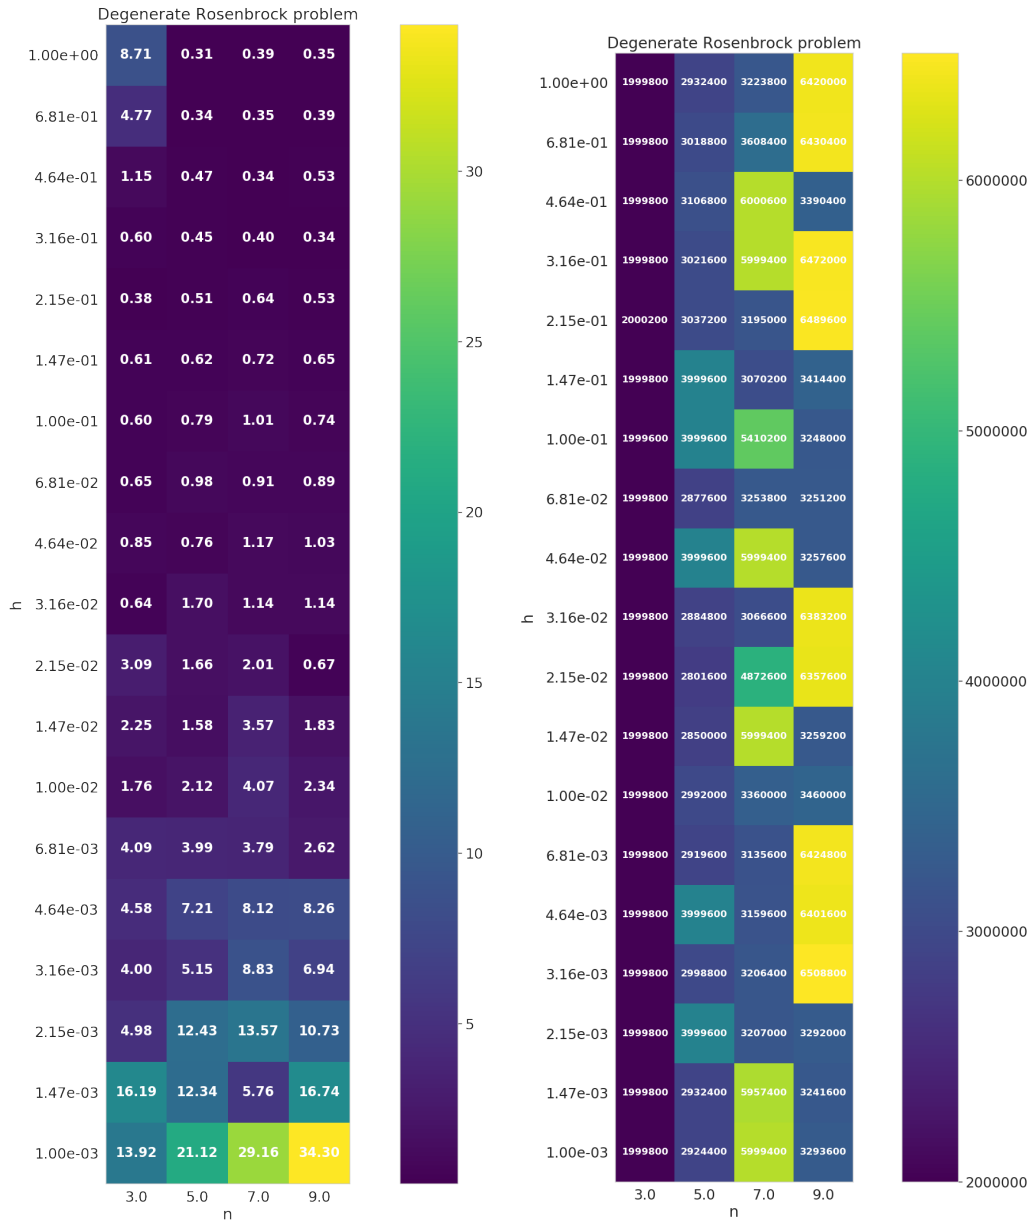 Degenerate Rosenbrock problem
1.00e+00 8.71 0.31 0.39 0.35
6.81e-01 4.77 0.34 0.35 0.39
4.64e-01 1.15 0.47 0.34 0.53
3.16e-01 0.60 0.45 0.40 0.34
2.15e-01 0.38 0.51 0.64 0.53
1.47e-01 0.61 0.62 0.72 0.65
1.00e-01 0.60 0.79 1.01 0.74
6.81e-02 0.65 0.98 0.91 0.89
4.64e-02 0.85 0.76 1.17 1.03
3.16e-02 0.64 1.70 1.14 1.14
2.15e-02 3.09 1.66 2.01 0.67
1.47e-02 2.25 1.58 3.57 1.83
1.00e-02 1.76 2.12 4.07 2.34
6.81e-03 4.09 3.99 3.79 2.62
4.64e-03 4.58 7.21 8.12 8.26
3.16e-03 4.00 5.15 8.83 6.94
2.15e-03 4.98 12.43 13.57 10.73
1.47e-03 16.19 12.34 5.76 16.74
1.00e-03 13.92 21.12 29.16 34.30
3.0 5.0 7.0 9.0
n
h
30
25
20
15
10
5
Degenerate Rosenbrock problem
1.00e+00 1999800 2932400 3223800 6420000
6.81e-01 1999800 3018800 3608400 6430400
4.64e-01 1999800 3106800 6000600 3390400
3.16e-01 1999800 3021600 5999400 6472000
2.15e-01 2000200 3037200 3195000 6489600
1.47e-01 1999800 3999600 3070200 3414400
1.00e-01 1999600 3999600 5410200 3248000
6.81e-02 1999800 2877600 3253800 3251200
4.64e-02 1999800 3999600 5999400 3257600
3.16e-02 1999800 2884800 3066600 6383200
2.15e-02 1999800 2801600 4872600 6357600
1.47e-02 1999800 2850000 5999400 3259200
1.00e-02 1999800 2992000 3360000 3460000
6.81e-03 1999800 2919600 3135600 6424800
4.64e-03 1999800 3999600 3159600 6401600
3.16e-03 1999800 2998800 3206400 6508800
2.15e-03 1999800 3999600 3207000 3292000
1.47e-03 1999800 2932400 5957400 3241600
1.00e-03 1999800 2924400 5999400 3293600
3.0 5.0 7.0 9.0
n
h
6000000
5000000
4000000
3000000
2000000